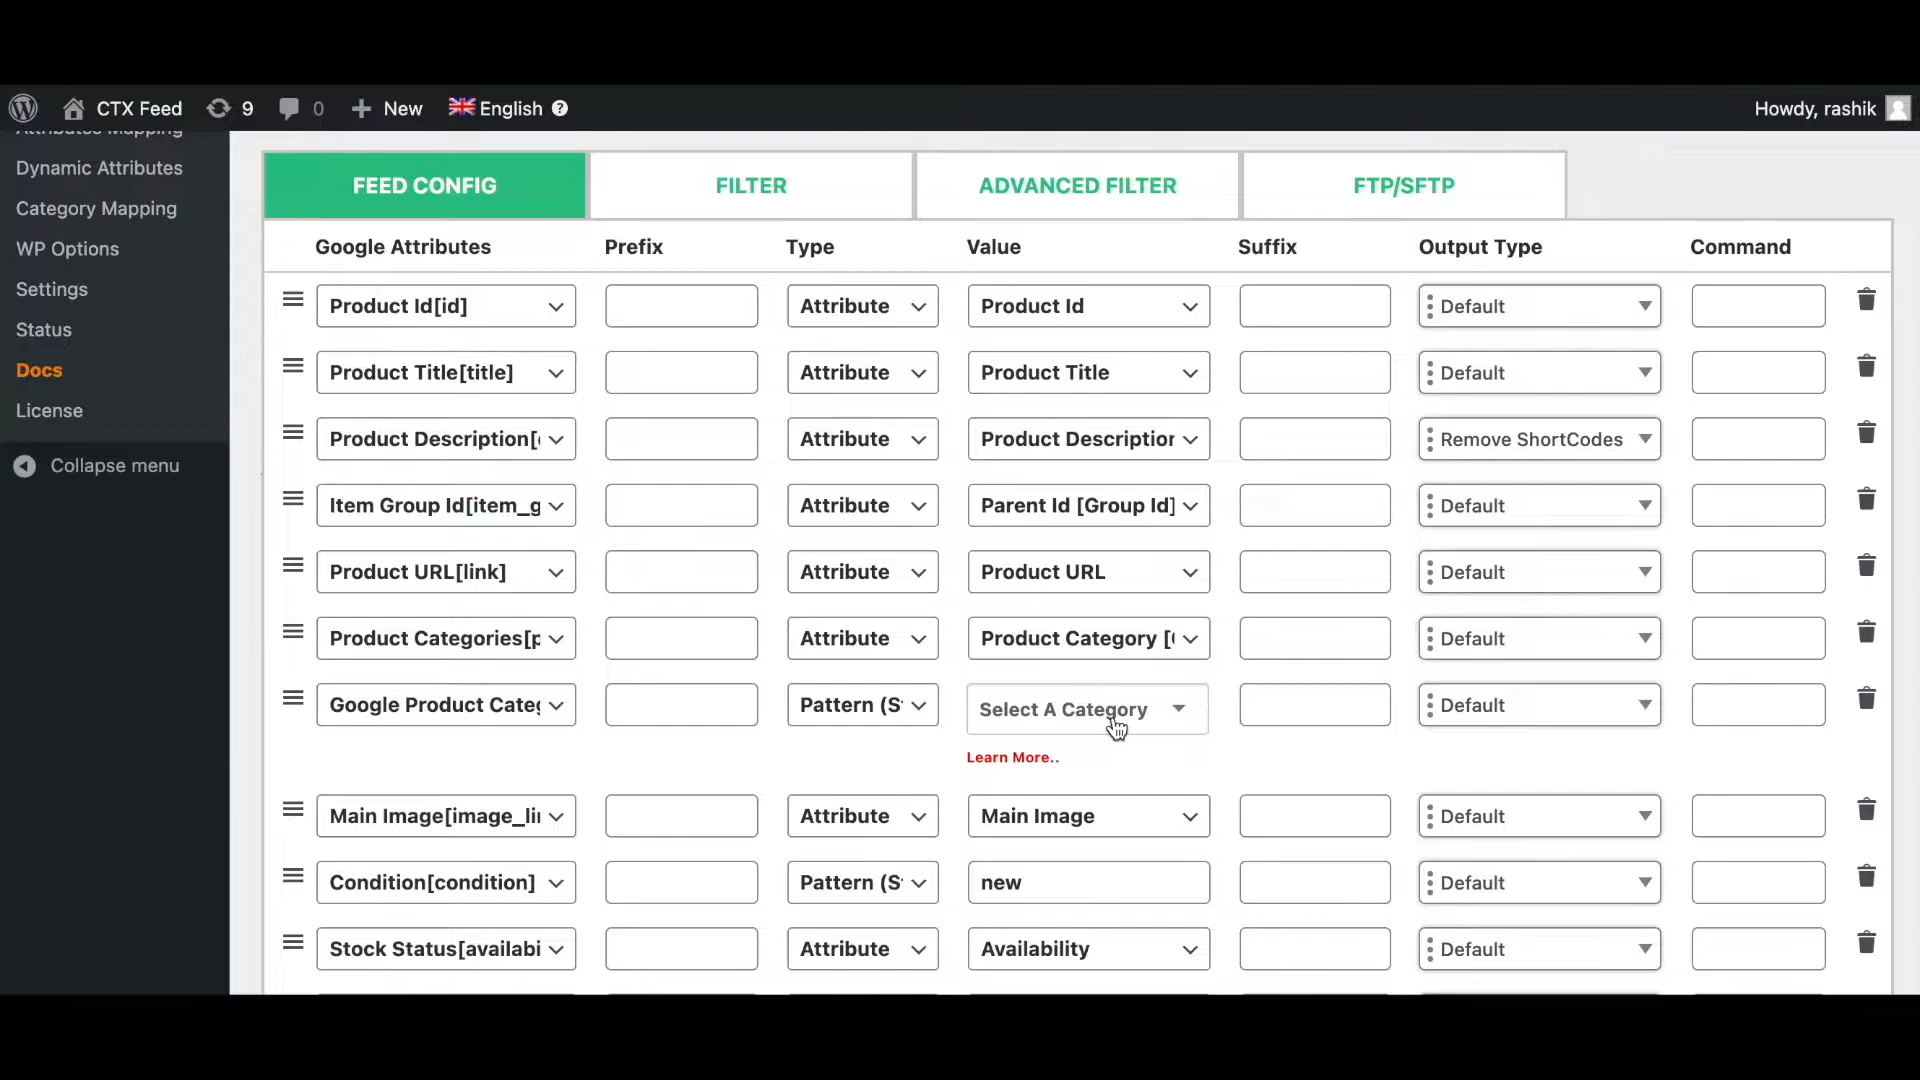 CTX Feed 9 0 New English Howdy, rashik
Attributes Mapping
Dynamic Attributes
Category Mapping
WP Options
Settings
Status
Docs
License
Collapse menu
FEED CONFIG FILTER ADVANCED FILTER FTP/SFTP
Google Attributes Prefix Type Value Suffix Output Type Command
Product Id[id] Attribute Product Id Default
Product Title[title] Attribute Product Title Default
Product Description[ Attribute Product Description Remove ShortCodes
Item Group Id[item_g Attribute Parent Id [Group Id] Default
Product URL[link] Attribute Product URL Default
Product Categories[p Attribute Product Category [ Default
Google Product Categ Pattern (S Select A Category Default
Learn More..
Main Image[image_li Attribute Main Image Default
Condition[condition] Pattern (S new Default
Stock Status[availabi Attribute Availability Default